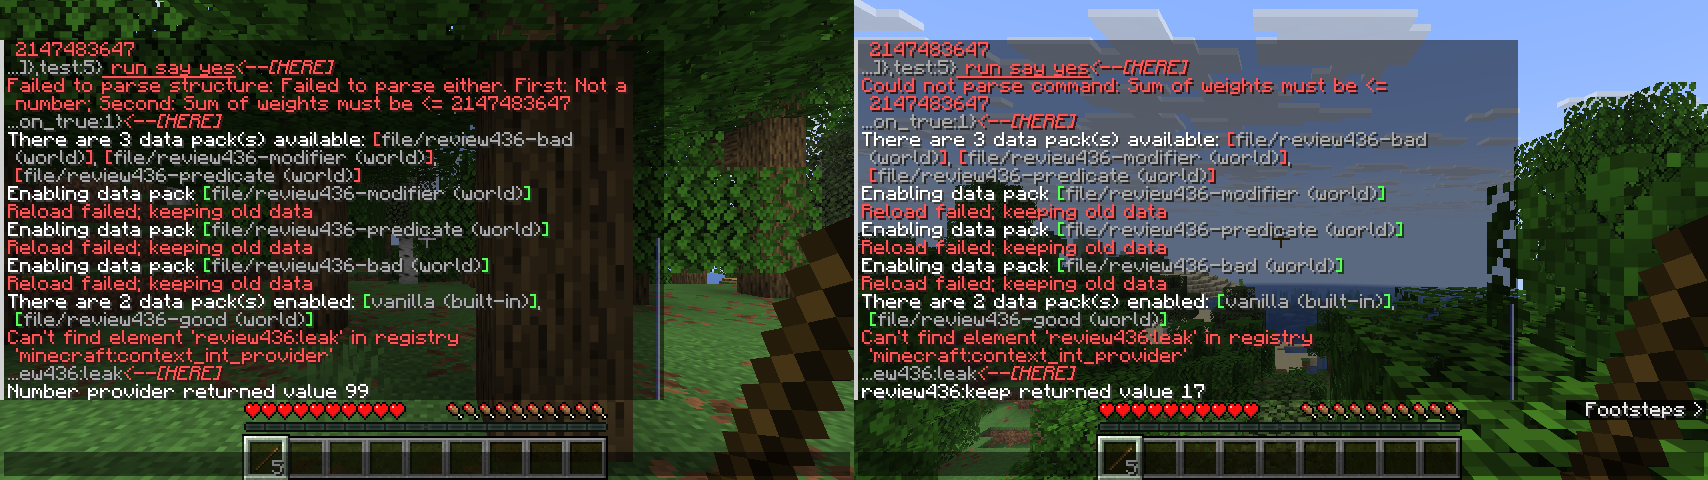 2147483647
...]},test:5} run say yes<--[HERE]
Failed to parse structure: Failed to parse either. First: Not a
number; Second: Sum of weights must be <= 2147483647
...on_true:1}<--[HERE]
There are 3 data pack(s) available: [file/review436-bad
(world)], [file/review436-modifier (world)],
[file/review436-predicate (world)]
Enabling data pack [file/review436-modifier (world)]
Reload failed; keeping old data
Enabling data pack [file/review436-predicate (world)]
Reload failed; keeping old data
Enabling data pack [file/review436-bad (world)]
Reload failed; keeping old data
There are 2 data pack(s) enabled: [vanilla (built-in)],
[file/review436-good (world)]
Can't find element 'review436:leak' in registry
'minecraft:context_int_provider'
...ew436:leak<--[HERE]
Number provider returned value 99
5
2147483647
...]},test:5} run say yes<--[HERE]
Could not parse command: Sum of weights must be <=
2147483647
...on_true:1}<--[HERE]
There are 3 data pack(s) available: [file/review436-bad
(world)], [file/review436-modifier (world)],
[file/review436-predicate (world)]
Enabling data pack [file/review436-modifier (world)]
Reload failed; keeping old data
Enabling data pack [file/review436-predicate (world)]
Reload failed; keeping old data
Enabling data pack [file/review436-bad (world)]
Reload failed; keeping old data
There are 2 data pack(s) enabled: [vanilla (built-in)],
[file/review436-good (world)]
Can't find element 'review436:leak' in registry
'minecraft:context_int_provider'
...ew436:leak<--[HERE]
review436:keep returned value 17
Footsteps >
5